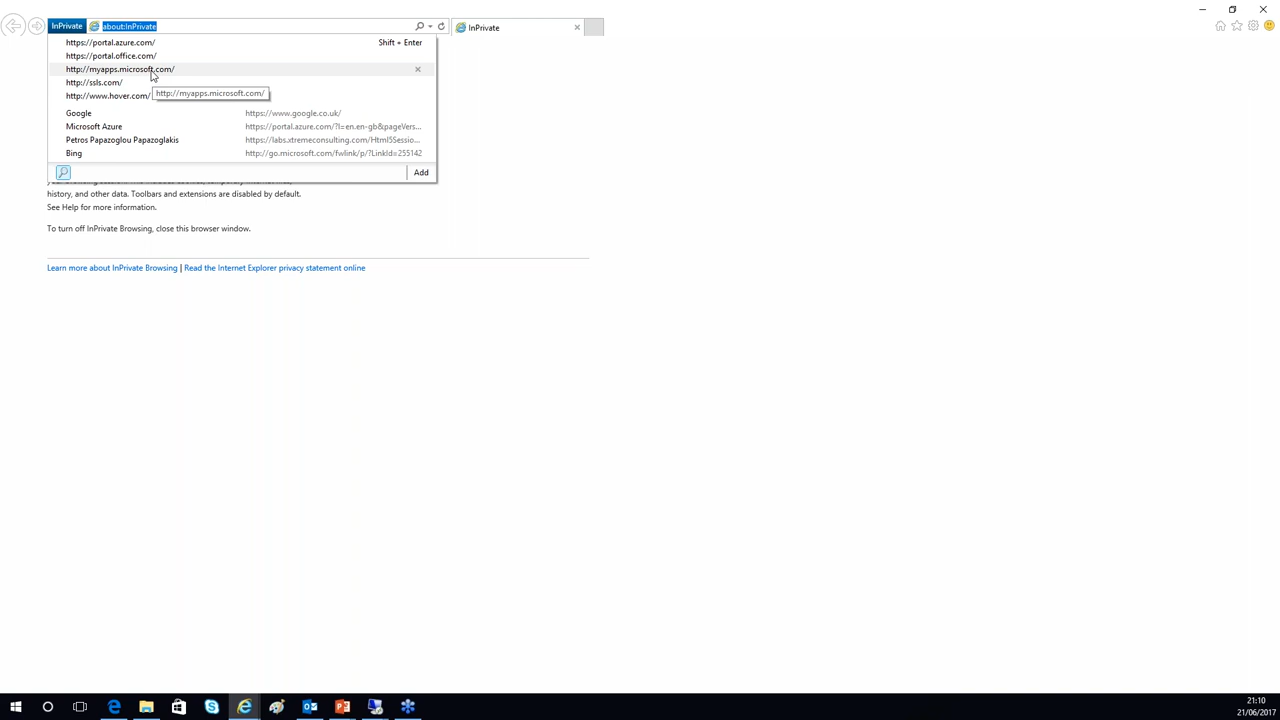 InPrivate about:InPrivate InPrivate
https://portal.azure.com/ Shift + Enter
https://portal.office.com/
http://myapps.microsoft.com/
http://ssls.com/
http://www.hover.com/ http://myapps.microsoft.com/
Google https://www.google.co.uk/
Microsoft Azure https://portal.azure.com/?l=en.en-gb&pageVers...
Petros Papazoglou Papazoglakis https://labs.xtremeconsulting.com/Html5Sessio...
Bing http://go.microsoft.com/fwlink/p/?LinkId=255142
Add
history, and other data. Toolbars and extensions are disabled by default.
See Help for more information.
To turn off InPrivate Browsing, close this browser window.
Learn more about InPrivate Browsing | Read the Internet Explorer privacy statement online
21:10
21/06/2017